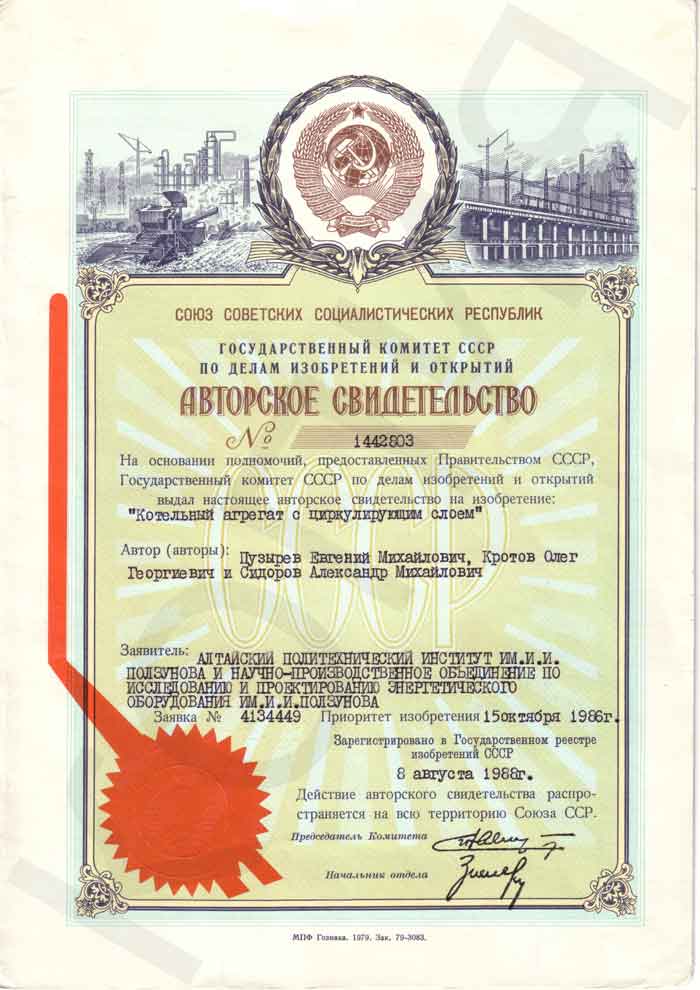 СОЮЗ СОВЕТСКИХ СОЦИАЛИСТИЧЕСКИХ РЕСПУБЛИК
ГОСУДАРСТВЕННЫЙ КОМИТЕТ СССР
ПО ДЕЛАМ ИЗОБРЕТЕНИЙ И ОТКРЫТИЙ
АВТОРСКОЕ СВИДЕТЕЛЬСТВО
№ 1442803
На основании полномочий, предоставленных Правительством СССР,
Государственный комитет СССР по делам изобретений и открытий
выдал настоящее авторское свидетельство на изобретение:
"Котельный агрегат с циркулирующим слоем"
Автор (авторы): Пузырев Евгений Михайлович, Кротов Олег
Георгиевич и Сидоров Александр Михайлович
СССР
Заявитель: АЛТАЙСКИЙ ПОЛИТЕХНИЧЕСКИЙ ИНСТИТУТ ИМ.И.И.
ПОЛЗУНОВА И НАУЧНО-ПРОИЗВОДСТВЕННОЕ ОБЪЕДИНЕНИЕ ПО
ИССЛЕДОВАНИЮ И ПРОЕКТИРОВАНИЮ ЭНЕРГЕТИЧЕСКОГО
ОБОРУДОВАНИЯ ИМ.И.И.ПОЛЗУНОВА
Заявка № 4134449 Приоритет изобретения 15октября 1986г.
Зарегистрировано в Государственном реестре
изобретений СССР
8 августа 1988г.
Действие авторского свидетельства распро-
страняется на всю территорию Союза ССР.
Председатель Комитета
Начальник отдела
МПФ Гознака. 1979. Зак. 79-3083.